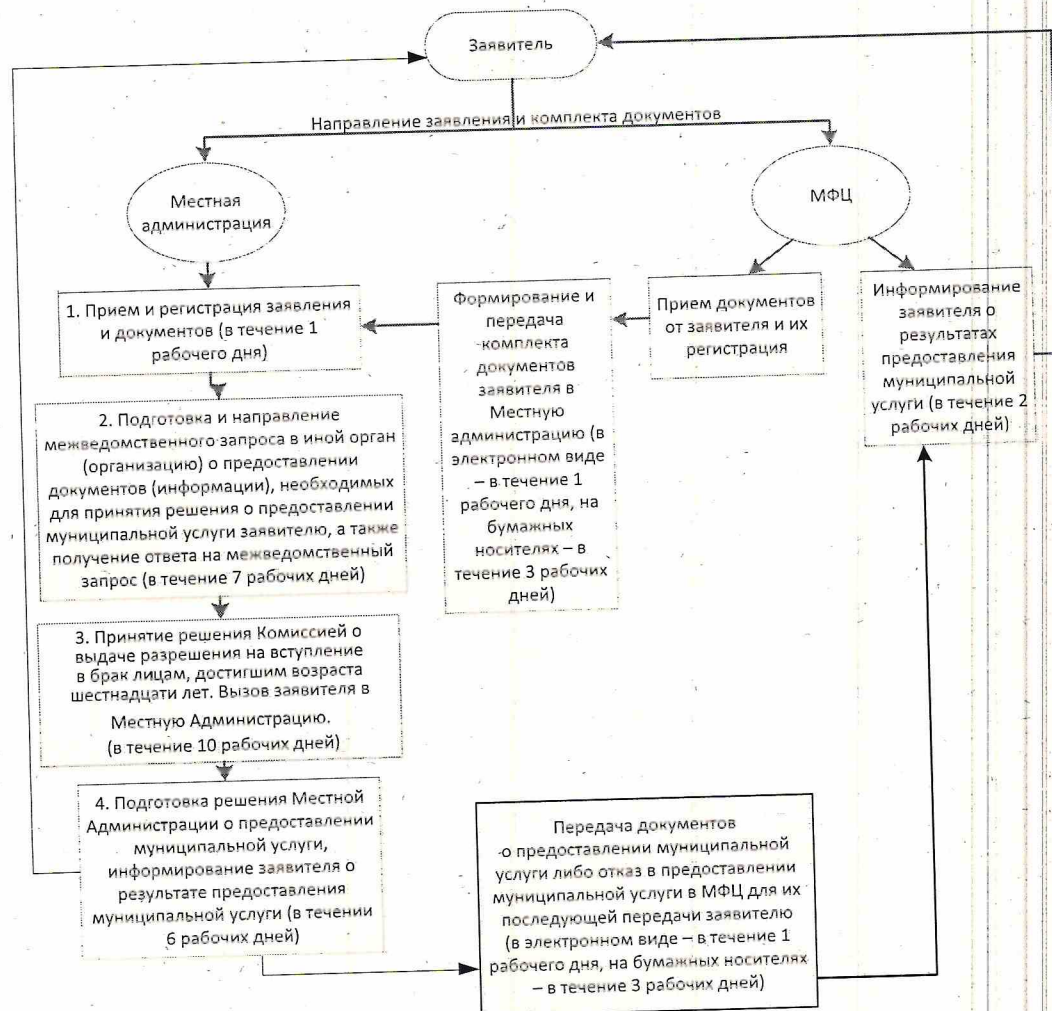 Заявитель
Направление заявления и комплекта документов
Местная
администрация
МФЦ
1. Прием и регистрация заявления
и документов (в течение 1
рабочего дня)
Формирование и
передача
комплекта
документов
заявителя в
Местную
администрацию (в
электронном виде
– в течение 1
рабочего дня, на
бумажных
носителях – в
течение 3 рабочих
дней)
Прием документов
от заявителя и их
регистрация
Информирование
заявителя о
результатах
предоставления
муниципальной
услуги (в течение 2
рабочих дней)
2. Подготовка и направление
межведомственного запроса в иной орган
(организацию) о предоставлении
документов (информации), необходимых
для принятия решения о предоставлении
муниципальной услуги заявителю, а также
получение ответа на межведомственный
запрос (в течение 7 рабочих дней)
3. Принятие решения Комиссией о
выдаче разрешения на вступление
в брак лицам, достигшим возраста
шестнадцати лет. Вызов заявителя в
Местную Администрацию.
(в течение 10 рабочих дней)
4. Подготовка решения Местной
Администрации о предоставлении
муниципальной услуги,
информирование заявителя о
результате предоставления
муниципальной услуги (в течении
6 рабочих дней)
Передача документов
о предоставлении муниципальной
услуги либо отказ в предоставлении
муниципальной услуги в МФЦ для их
последующей передачи заявителю
(в электронном виде – в течение 1
рабочего дня, на бумажных носителях
– в течение 3 рабочих дней)